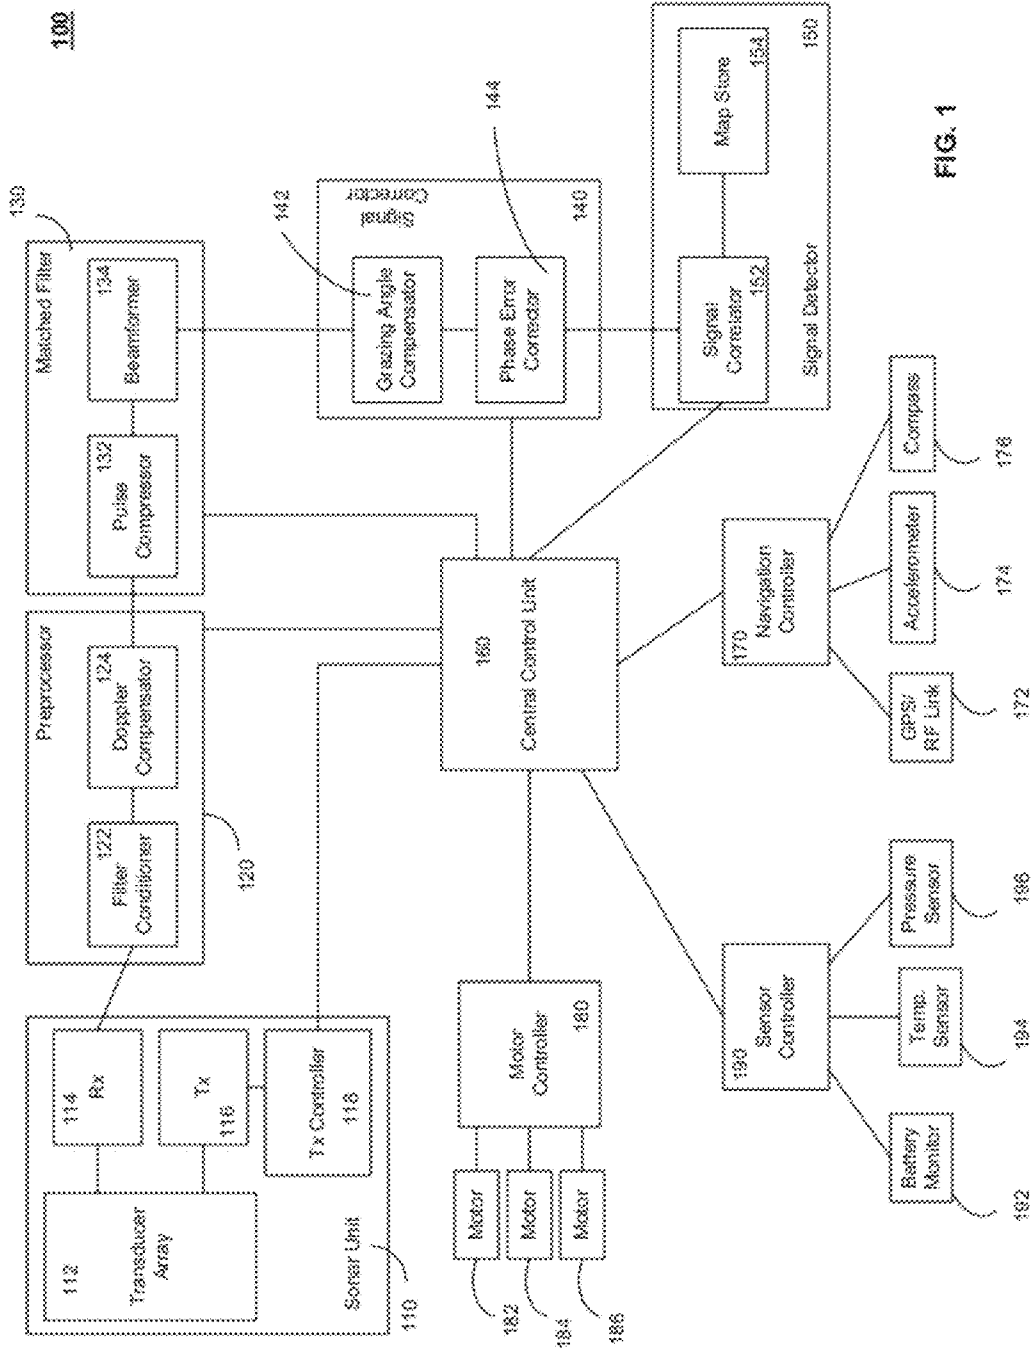 100
112
Transducer
Array
114
Rx
Tx
116
Tx Controller
118
Sonar Unit
110
Preprocessor
122
Filter
Conditioner
124
Doppler
Compensator
120
Matched Filter
130
132
Pulse
Compressor
134
Beamformer
Signal
Corrector
142
Grazing Angle
Compensator
Phase Error
Corrector
144
140
Map Store
154
Signal
Correlator
152
Signal Detector
150
160
Central Control Unit
Motor
Controller
180
Motor
182
Motor
184
Motor
186
190
Sensor
Controller
Battery
Monitor
192
Temp.
Sensor
194
Pressure
Sensor
196
170
Navigation
Controller
GPS/
RF Link
172
Accelerometer
174
Compass
176
FIG. 1